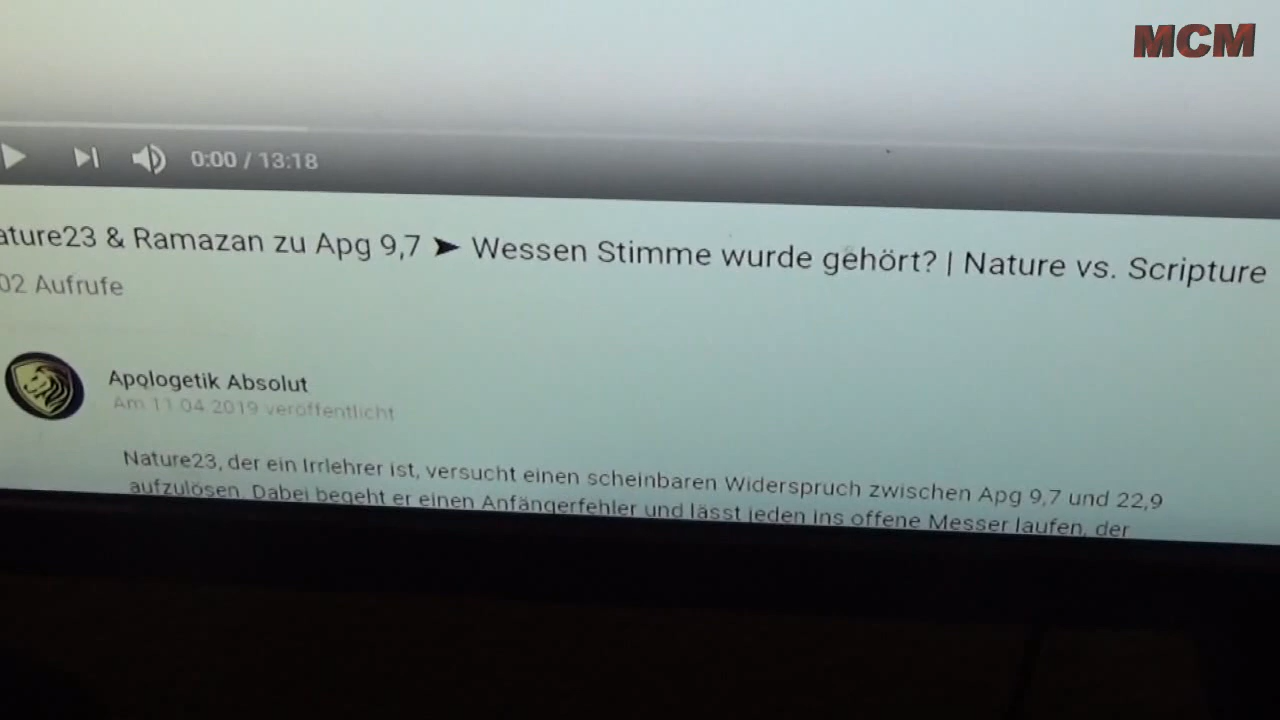 MCM
0:00 / 13:18
ature23 & Ramazan zu Apg 9,7 ➤ Wessen Stimme wurde gehört? | Nature vs. Scripture
02 Aufrufe
Apologetik Absolut
Am 11.04.2019 veröffentlicht
Nature23, der ein Irrlehrer ist, versucht einen scheinbaren Widerspruch zwischen Apg 9,7 und 22,9
aufzulösen. Dabei begeht er einen Anfängerfehler und lässt jeden ins offene Messer laufen, der